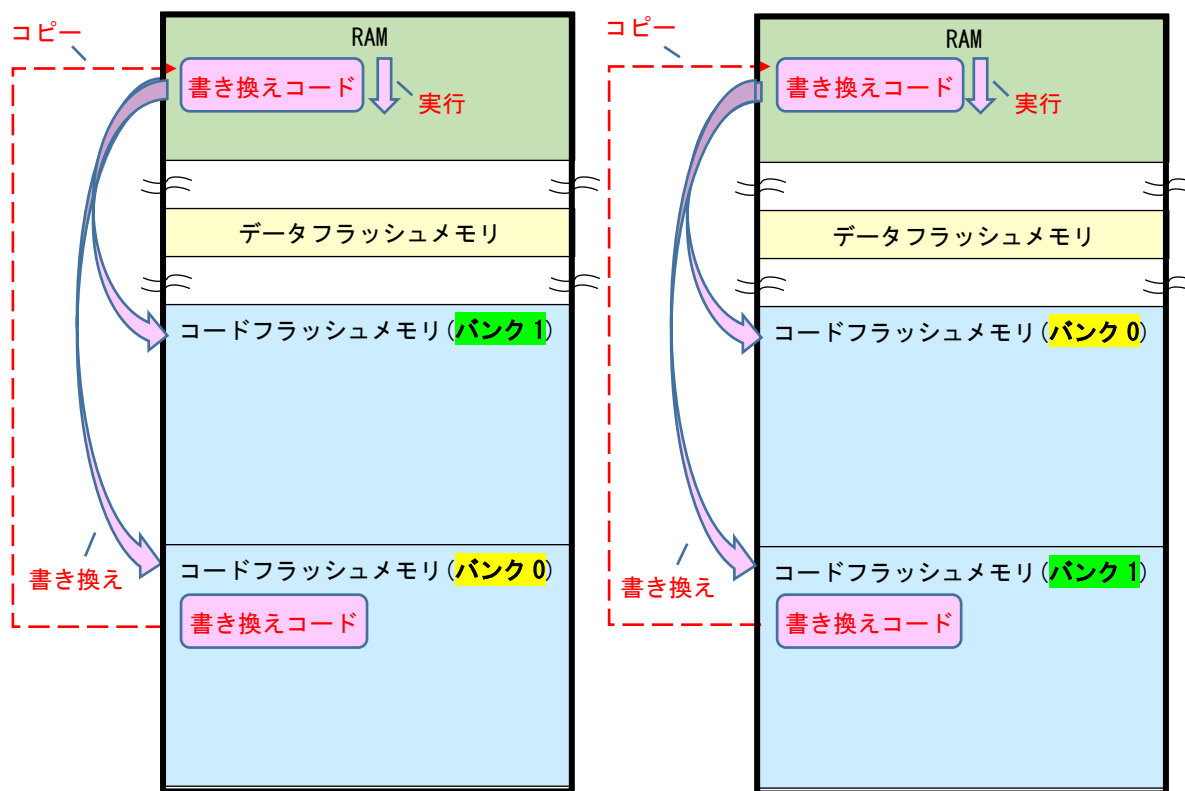 コピー
RAM
書き換えコード
実行
データフラッシュメモリ
コードフラッシュメモリ(バンク 1)
書き換え
コードフラッシュメモリ(バンク 0)
書き換えコード
コピー
RAM
書き換えコード
実行
データフラッシュメモリ
コードフラッシュメモリ(バンク 0)
書き換え
コードフラッシュメモリ(バンク 1)
書き換えコード